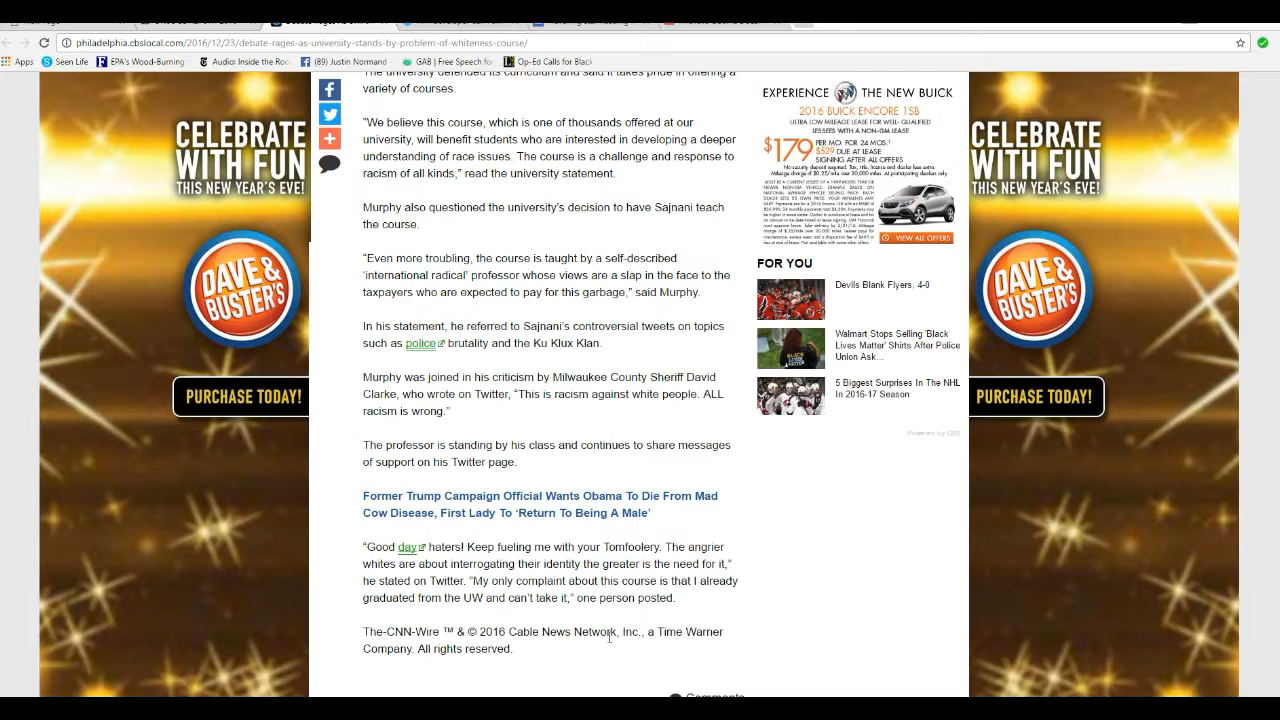 philadelphia.cbslocal.com/2016/12/23/debate-rages-as-university-stands-by-problem-of-whiteness-course/
Apps
Seen Life
EPA's Wood-Burning
Audio: Inside the Ro
(89) Justin Normand
GAB | Free Speech fo
Op-Ed Calls for Black
The university defended its curriculum and said it takes pride in offering a
variety of courses.
"We believe this course, which is one of thousands offered at our
university, will benefit students who are interested in developing a deeper
understanding of race issues. The course is a challenge and response to
racism of all kinds," read the university statement.
Murphy also questioned the university's decision to have Sajnani teach
the course.
"Even more troubling, the course is taught by a self-described
'international radical' professor whose views are a slap in the face to the
taxpayers who are expected to pay for this garbage," said Murphy.
In his statement, he referred to Sajnani's controversial tweets on topics
such as police brutality and the Ku Klux Klan.
Murphy was joined in his criticism by Milwaukee County Sheriff David
Clarke, who wrote on Twitter, "This is racism against white people. ALL
racism is wrong."
The professor is standing by his class and continues to share messages
of support on his Twitter page.
Former Trump Campaign Official Wants Obama To Die From Mad
Cow Disease, First Lady To 'Return To Being A Male'
"Good day haters! Keep fueling me with your Tomfoolery. The angrier
whites are about interrogating their identity the greater is the need for it,"
he stated on Twitter. "My only complaint about this course is that I already
graduated from the UW and can't take it," one person posted.
The-CNN-Wire ™ & © 2016 Cable News Network, Inc., a Time Warner
Company. All rights reserved.
Comments
EXPERIENCE THE NEW BUICK
2016 BUICK ENCORE 1SB
ULTRA LOW MILEAGE LEASE FOR WELL- QUALIFIED
LESSEES WITH A NON-GM LEASE
$179
PER MO. FOR 24 MOS.
$529 DUE AT LEASE
SIGNING AFTER ALL OFFERS
VIEW ALL OFFERS
FOR YOU
Devils Blank Flyers, 4-0
Walmart Stops Selling 'Black
Lives Matter' Shirts After Police
Union Ask...
5 Biggest Surprises In The NHL
In 2016-17 Season
Powered by CBS
CELEBRATE
WITH FUN
THIS NEW YEAR'S EVE!
DAVE &
BUSTER'S
PURCHASE TODAY!
CELEBRATE
WITH FUN
THIS NEW YEAR'S EVE!
DAVE &
BUSTER'S
PURCHASE TODAY!